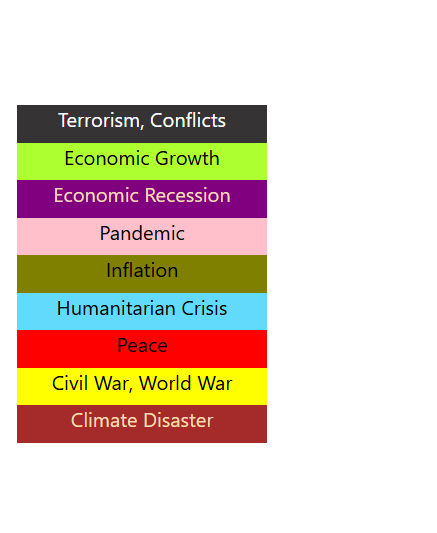 Terrorism, Conflicts
Economic Growth
Economic Recession
Pandemic
Inflation
Humanitarian Crisis
Peace
Civil War, World War
Climate Disaster